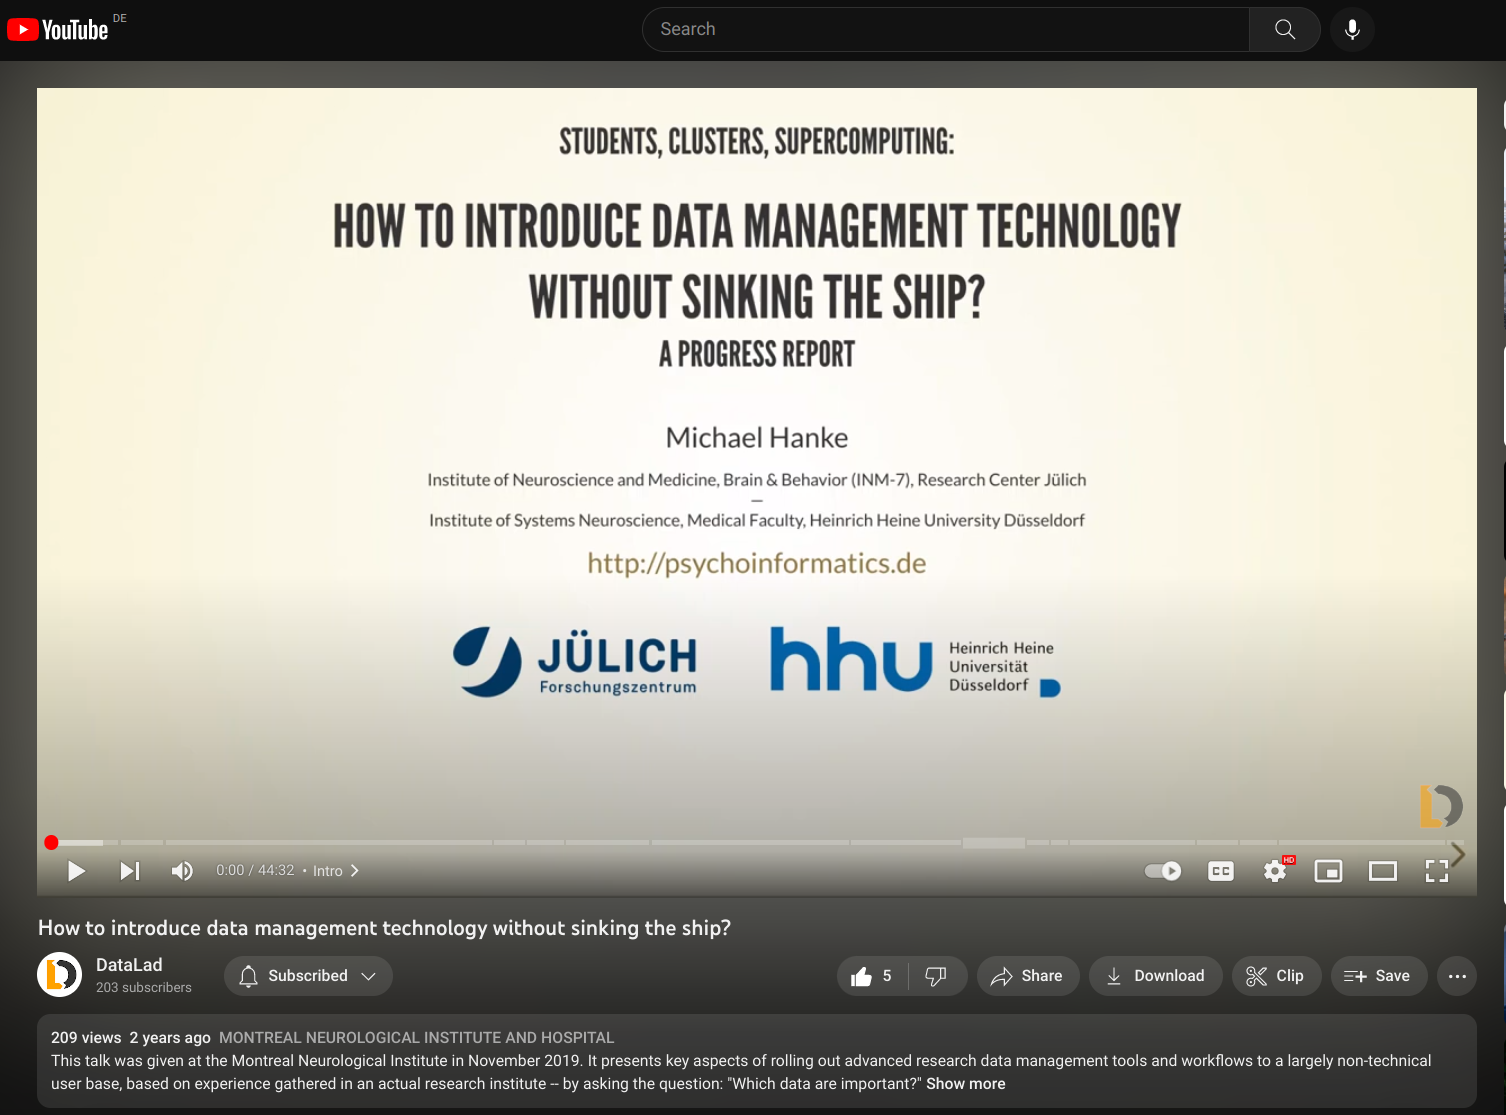 YouTube DE
Search
STUDENTS, CLUSTERS, SUPERCOMPUTING:
HOW TO INTRODUCE DATA MANAGEMENT TECHNOLOGY
WITHOUT SINKING THE SHIP?
A PROGRESS REPORT
Michael Hanke
Institute of Neuroscience and Medicine, Brain & Behavior (INM-7), Research Center Jülich
—
Institute of Systems Neuroscience, Medical Faculty, Heinrich Heine University Düsseldorf
http://psychoinformatics.de
JÜLICH
Forschungszentrum
hhu
Heinrich Heine
Universität
Düsseldorf
0:00 / 44:32 • Intro
CC
HD
How to introduce data management technology without sinking the ship?
DataLad
203 subscribers
Subscribed
5
Share
Download
Clip
Save
209 views 2 years ago MONTREAL NEUROLOGICAL INSTITUTE AND HOSPITAL
This talk was given at the Montreal Neurological Institute in November 2019. It presents key aspects of rolling out advanced research data management tools and workflows to a largely non-technical
user base, based on experience gathered in an actual research institute -- by asking the question: "Which data are important?" Show more